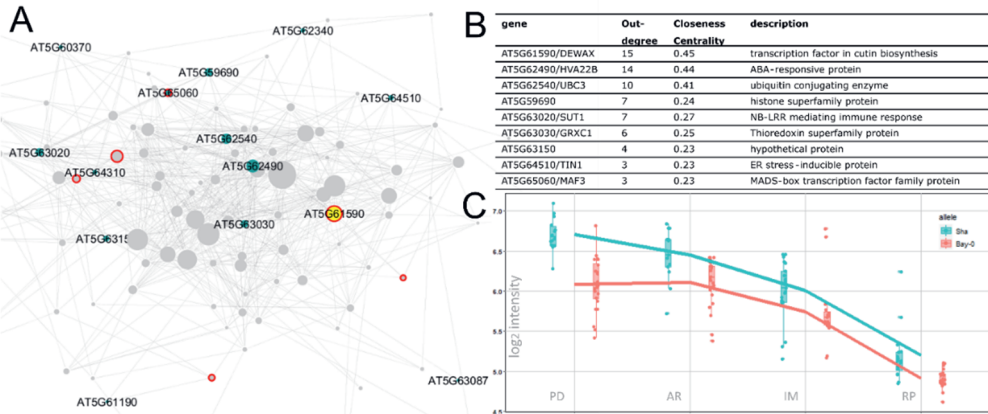 A
AT5G62340
AT5G60370
AT5G59690
AT5G65060
AT5G64510
AT5G62540
AT5G63020
AT5G62490
AT5G64310
AT5G61590
AT5G63030
AT5G6315
AT5G63087
AT5G61190
B
gene Out-degree Closeness Centrality description
AT5G61590/DEWAX 15 0.45 transcription factor in cutin biosynthesis
AT5G62490/HVA22B 14 0.44 ABA-responsive protein
AT5G62540/UBC3 10 0.41 ubiquitin conjugating enzyme
AT5G59690 7 0.24 histone superfamily protein
AT5G63020/SUT1 7 0.27 NB-LRR mediating immune response
AT5G63030/GRXC1 6 0.25 Thioredoxin superfamily protein
AT5G63150 4 0.23 hypothetical protein
AT5G64510/TIN1 3 0.23 ER stress-inducible protein
AT5G65060/MAF3 3 0.23 MADS-box transcription factor family protein
C
7.0
6.5
6.0
5.5
5.0
4.5
log2 intensity
PD AR IM RP
allele
Sha
Bay-0